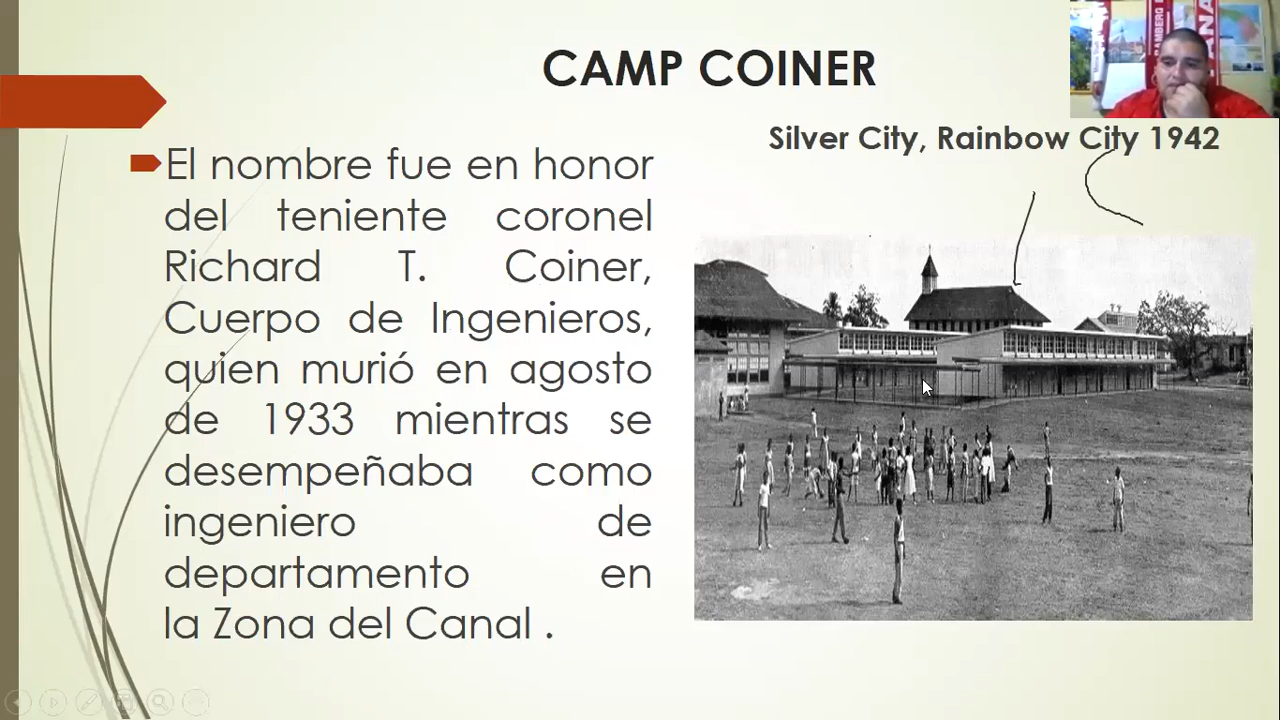 CAMP COINER
Silver City, Rainbow City 1942
El nombre fue en honor
del teniente coronel
Richard T. Coiner,
Cuerpo de Ingenieros,
quien murió en agosto
de 1933 mientras se
desempeñaba como
ingeniero de
departamento en
la Zona del Canal .